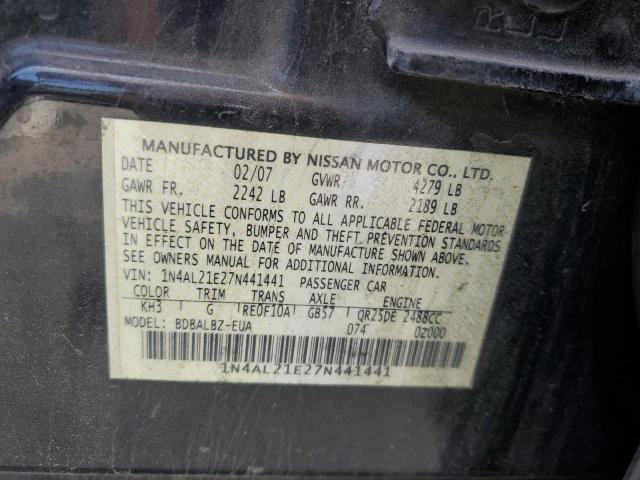 MANUFACTURED BY NISSAN MOTOR CO., LTD.
DATE 02/07 GVWR 4279 LB
GAWR FR. 2242 LB GAWR RR. 2189 LB
THIS VEHICLE CONFORMS TO ALL APPLICABLE FEDERAL MOTOR
VEHICLE SAFETY, BUMPER AND THEFT PREVENTION STANDARDS
IN EFFECT ON THE DATE OF MANUFACTURE SHOWN ABOVE.
SEE OWNERS MANUAL FOR ADDITIONAL INFORMATION.
VIN: 1N4AL21E27N441441 PASSENGER CAR
COLOR TRIM TRANS AXLE ENGINE
KH3 G RE0F10A GB57 QR25DE 2488CC
MODEL: BDBALBZ-EUA 074 0Z000
1N4AL21E27N441441